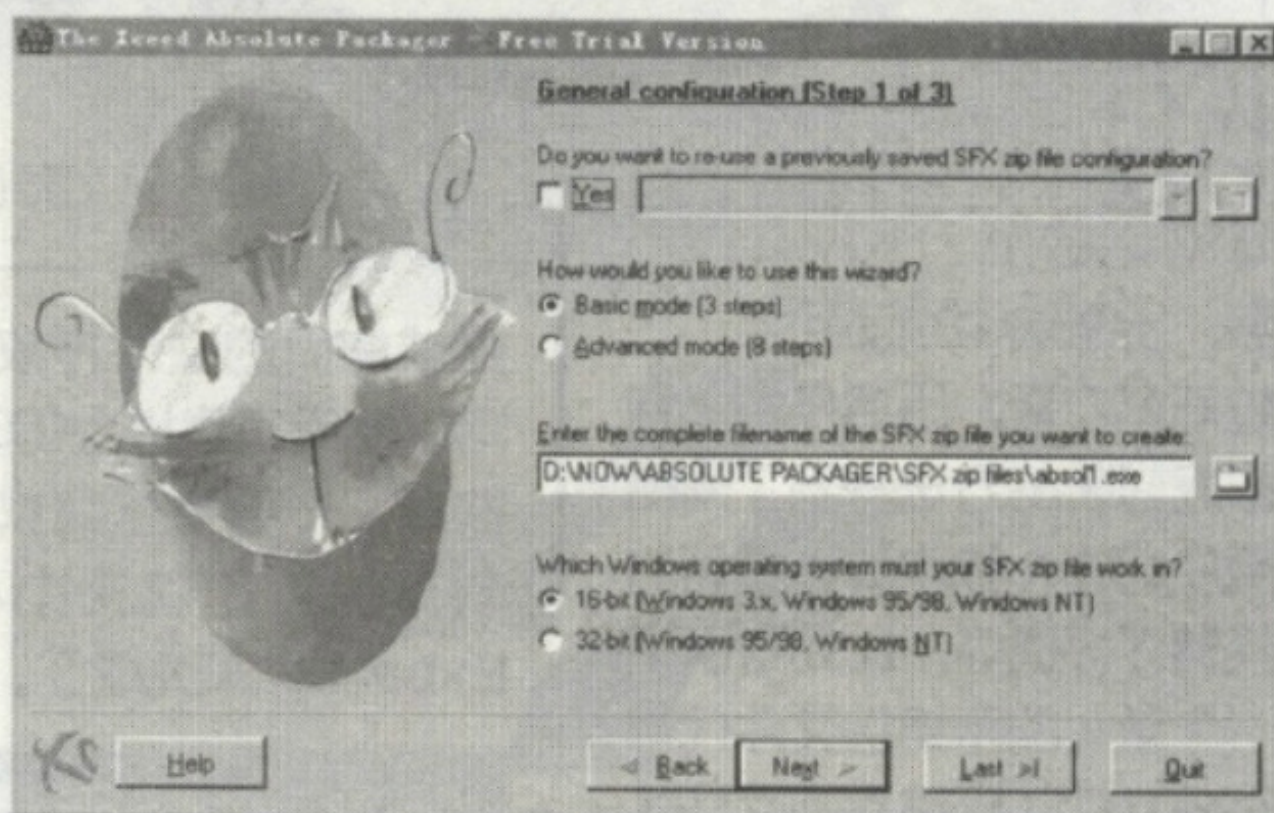 The Xceed Absolute Packager - Free Trial Version
General configuration (Step 1 of 3)
Do you want to re-use a previously saved SFX zip file configuration?
Yes
How would you like to use this wizard?
Basic mode (3 steps)
Advanced mode (8 steps)
Enter the complete filename of the SFX zip file you want to create:
D:\NOW\ABSOLUTE PACKAGER\SFX zip files\absol1.exe
Which Windows operating system must your SFX zip file work in?
16-bit (Windows 3.x, Windows 95/98, Windows NT)
32-bit (Windows 95/98, Windows NT)
Help
Back
Next
Last
Quit